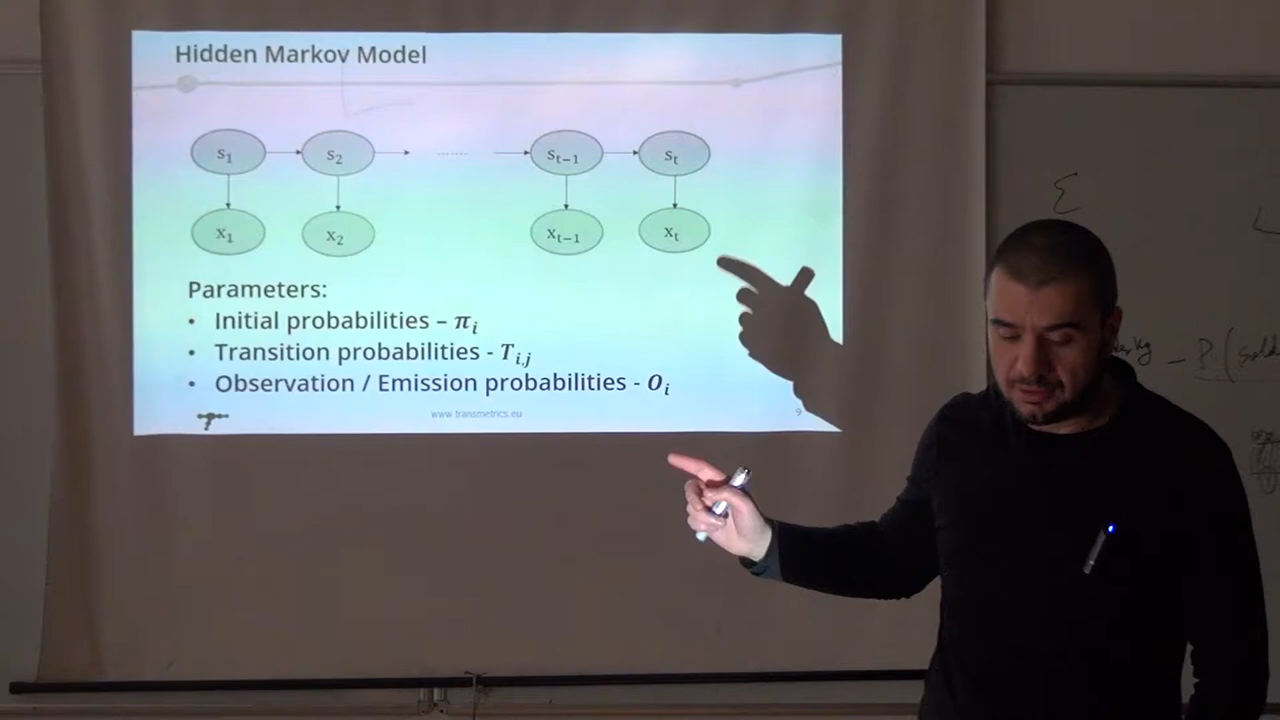 Hidden Markov Model
s₁ s₂ ........ sₜ₋₁ sₜ
x₁ x₂ xₜ₋₁ xₜ
Parameters:
• Initial probabilities – πᵢ
• Transition probabilities - Tᵢ,ⱼ
• Observation / Emission probabilities - Oᵢ
www.transmetrics.eu
9
Σ